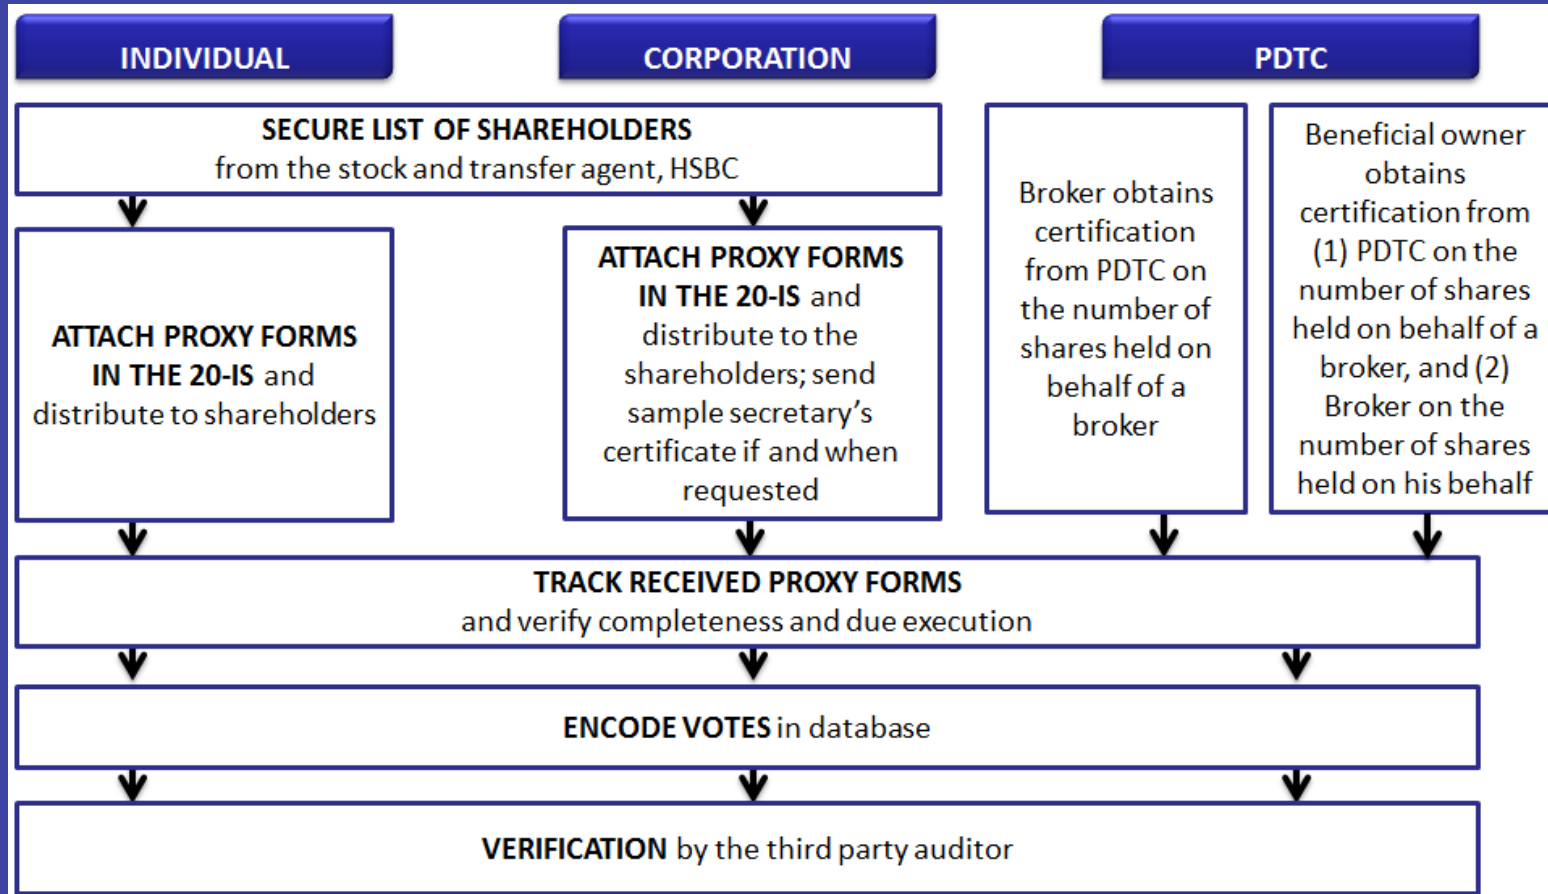 INDIVIDUAL
CORPORATION
PDTC
SECURE LIST OF SHAREHOLDERS
from the stock and transfer agent, HSBC
ATTACH PROXY FORMS
IN THE 20-IS and
distribute to shareholders
ATTACH PROXY FORMS
IN THE 20-IS and
distribute to the
shareholders; send
sample secretary’s
certificate if and when
requested
Broker obtains
certification
from PDTC on
the number of
shares held on
behalf of a
broker
Beneficial owner
obtains
certification from
(1) PDTC on the
number of shares
held on behalf of a
broker, and (2)
Broker on the
number of shares
held on his behalf
TRACK RECEIVED PROXY FORMS
and verify completeness and due execution
ENCODE VOTES in database
VERIFICATION by the third party auditor